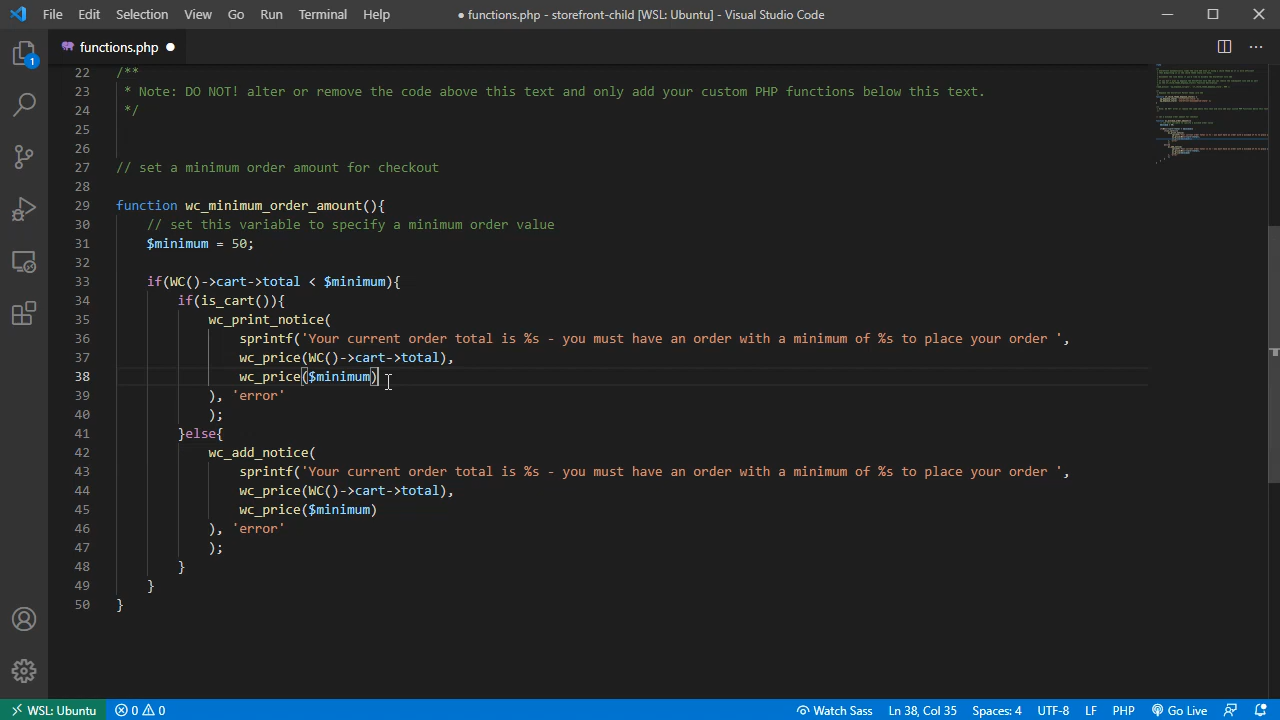 File Edit Selection View Go Run Terminal Help ● functions.php - storefront-child [WSL: Ubuntu] - Visual Studio Code
functions.php ●
1
22 /**
23 * Note: DO NOT! alter or remove the code above this text and only add your custom PHP functions below this text.
24 */
25
26
27 // set a minimum order amount for checkout
28
29 function wc_minimum_order_amount(){
30 // set this variable to specify a minimum order value
31 $minimum = 50;
32
33 if(WC()->cart->total < $minimum){
34 if(is_cart()){
35 wc_print_notice(
36 sprintf('Your current order total is %s - you must have an order with a minimum of %s to place your order ',
37 wc_price(WC()->cart->total),
38 wc_price($minimum)
39 ), 'error'
40 );
41 }else{
42 wc_add_notice(
43 sprintf('Your current order total is %s - you must have an order with a minimum of %s to place your order ',
44 wc_price(WC()->cart->total),
45 wc_price($minimum)
46 ), 'error'
47 );
48 }
49 }
50 }
WSL: Ubuntu 0 0 Watch Sass Ln 38, Col 35 Spaces: 4 UTF-8 LF PHP Go Live